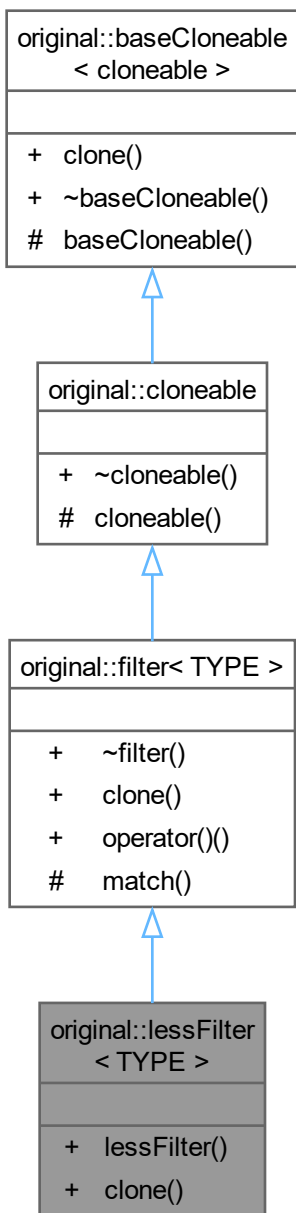 original::baseCloneable
< cloneable >
+ clone()
+ ~baseCloneable()
# baseCloneable()
original::cloneable
+ ~cloneable()
# cloneable()
original::filter< TYPE >
+ ~filter()
+ clone()
+ operator()()
# match()
original::lessFilter
< TYPE >
+ lessFilter()
+ clone()